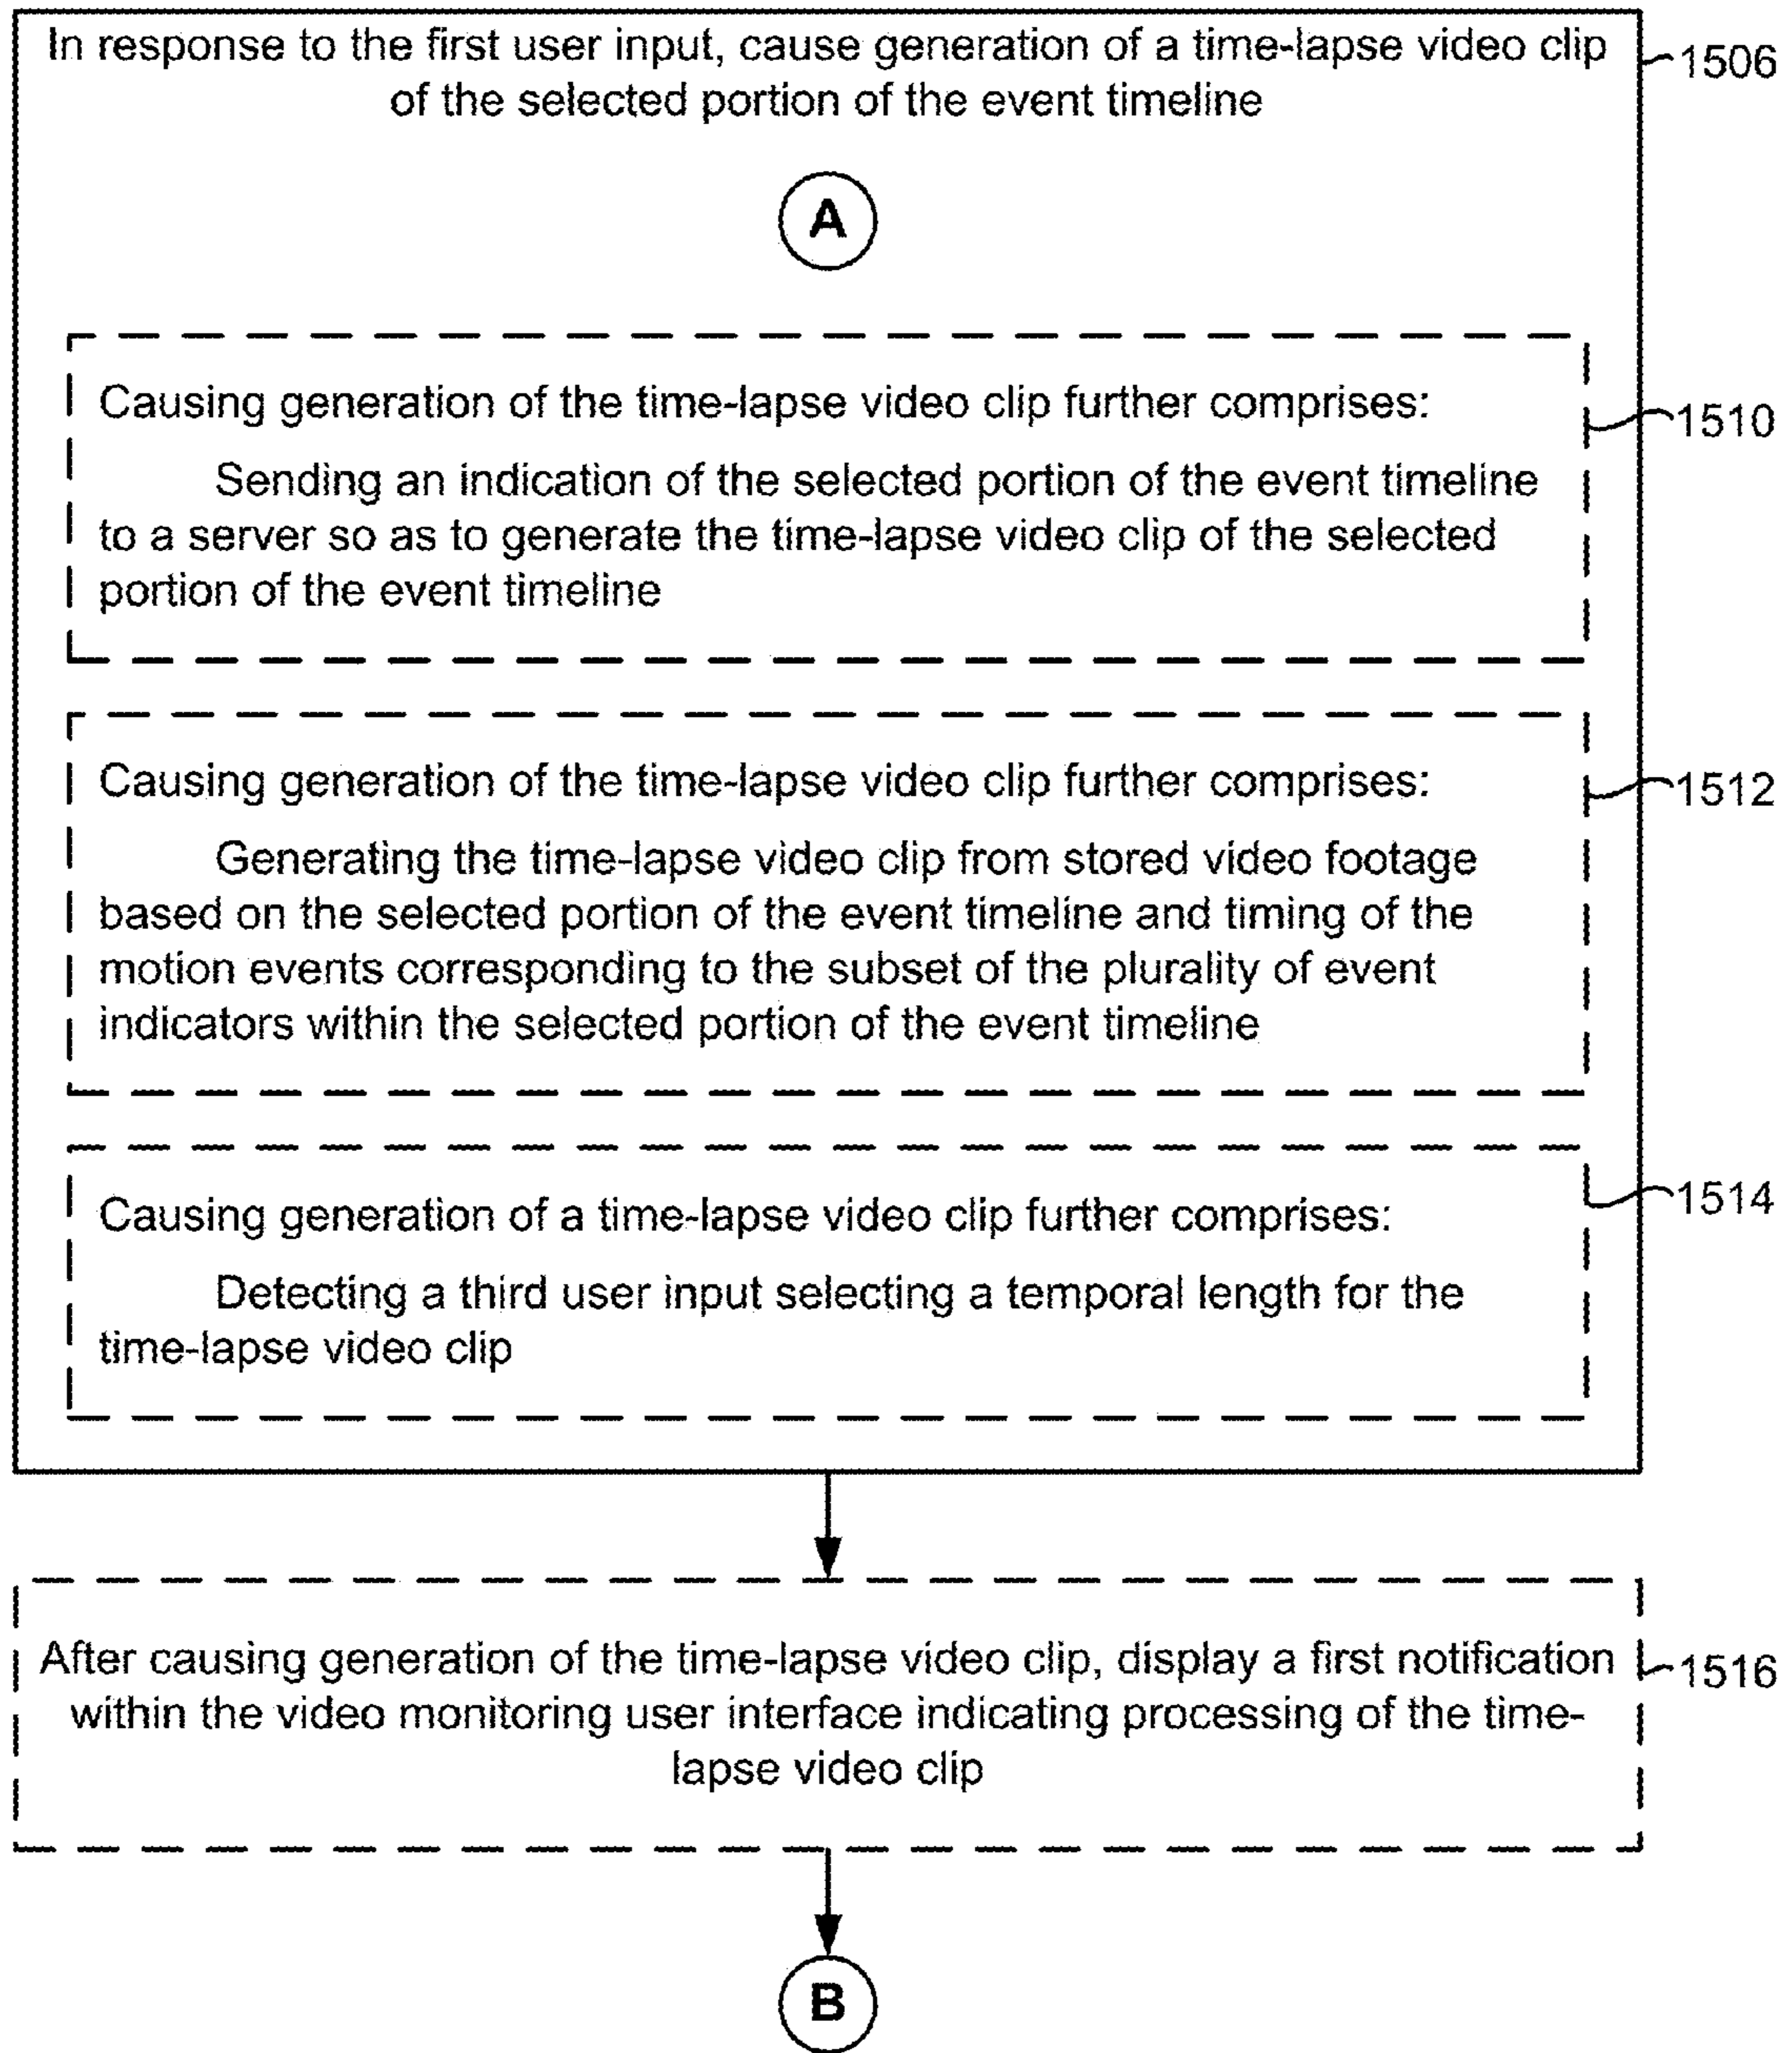 In response to the first user input, cause generation of a time-lapse video clip
of the selected portion of the event timeline
1506
A
Causing generation of the time-lapse video clip further comprises:
1510
Sending an indication of the selected portion of the event timeline
to a server so as to generate the time-lapse video clip of the selected
portion of the event timeline
Causing generation of the time-lapse video clip further comprises:
1512
Generating the time-lapse video clip from stored video footage
based on the selected portion of the event timeline and timing of the
motion events corresponding to the subset of the plurality of event
indicators within the selected portion of the event timeline
Causing generation of a time-lapse video clip further comprises:
1514
Detecting a third user input selecting a temporal length for the
time-lapse video clip
After causing generation of the time-lapse video clip, display a first notification
1516
within the video monitoring user interface indicating processing of the time-
lapse video clip
B